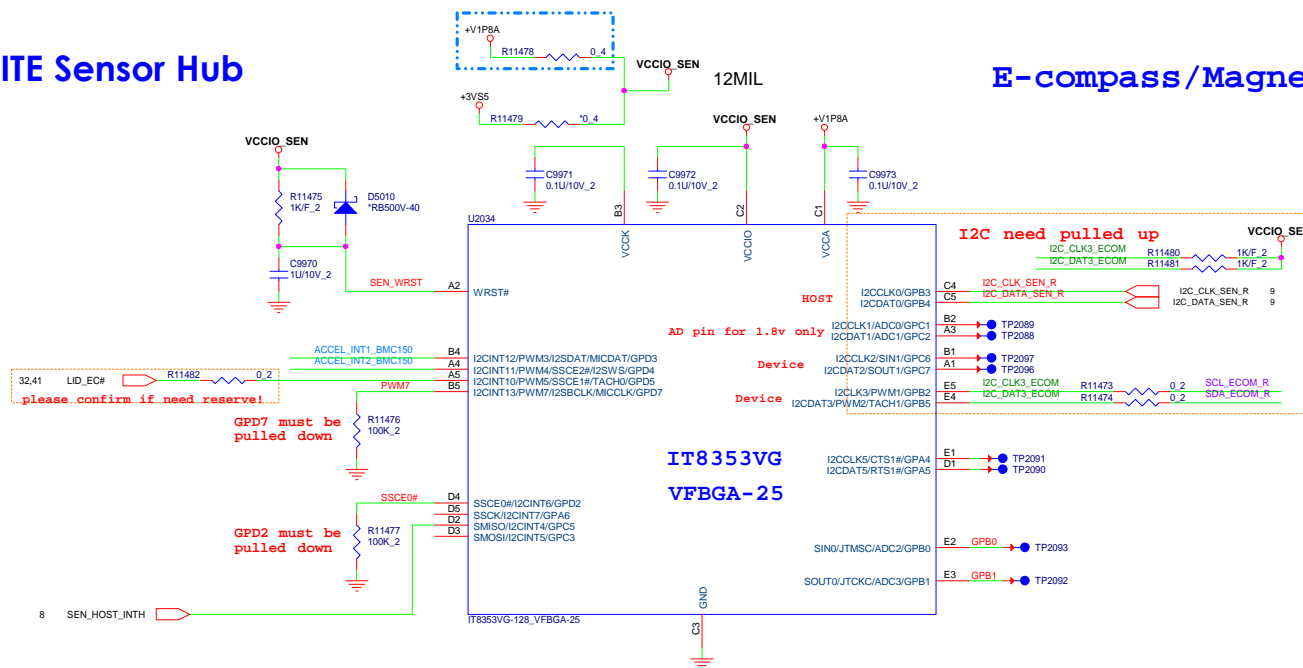 ITE Sensor Hub
E-compass/Magne
+V1P8A
R11478
0_4
VCCIO_SEN
12MIL
+3VS5
R11479
*0_4
VCCIO_SEN
+V1P8A
VCCIO_SEN
R11475
1K/F_2
D5010
*RB500V-40
C9971
0.1U/10V_2
C9972
0.1U/10V_2
C9973
0.1U/10V_2
C9970
1U/10V_2
SEN_WRST
A2
WRST#
U2034
B3
VCCK
C2
VCCIO
C1
VCCA
I2C need pulled up
VCCIO_SE
I2C_CLK3_ECOM
R11480
1K/F_2
I2C_DAT3_ECOM
R11481
1K/F_2
HOST
I2CCLK0/GPB3
C4
I2C_CLK_SEN_R
I2C_CLK_SEN_R
9
I2CDAT0/GPB4
C5
I2C_DATA_SEN_R
I2C_DATA_SEN_R
9
AD pin for 1.8v only
I2CCLK1/ADC0/GPC1
B2
TP2089
I2CDAT1/ADC1/GPC2
A3
TP2088
Device
I2CCLK2/SIN1/GPC6
B1
TP2097
I2CDAT2/SOUT1/GPC7
A1
TP2096
Device
I2CLK3/PWM1/GPB2
E5
I2C_CLK3_ECOM
R11473
0_2
SCL_ECOM_R
I2CDAT3/PWM2/TACH1/GPB5
E4
I2C_DAT3_ECOM
R11474
0_2
SDA_ECOM_R
ACCEL_INT1_BMC150
B4
I2CINT12/PWM3/I2SDAT/MICDAT/GPD3
ACCEL_INT2_BMC150
A4
I2CINT11/PWM4/SSCE2#/I2SWS/GPD4
32,41
LID_EC#
R11482
0_2
A5
I2CINT10/PWM5/SSCE1#/TACH0/GPD5
PWM7
B5
I2CINT13/PWM7/I2SBCLK/MICCLK/GPD7
please confirm if need reserve!
GPD7 must be
pulled down
R11476
100K_2
IT8353VG
VFBGA-25
I2CCLK5/CTS1#/GPA4
E1
TP2091
I2CDAT5/RTS1#/GPA5
D1
TP2090
SSCE0#
D4
SSCE0#/I2CINT6/GPD2
D5
SSCK/I2CINT7/GPA6
D2
SMISO/I2CINT4/GPC5
D3
SMOSI/I2CINT5/GPC3
GPD2 must be
pulled down
R11477
100K_2
SIN0/JTMSC/ADC2/GPB0
E2
GPB0
TP2093
SOUT0/JTCKC/ADC3/GPB1
E3
GPB1
TP2092
8
SEN_HOST_INTH
GND
C3
IT8353VG-128_VFBGA-25